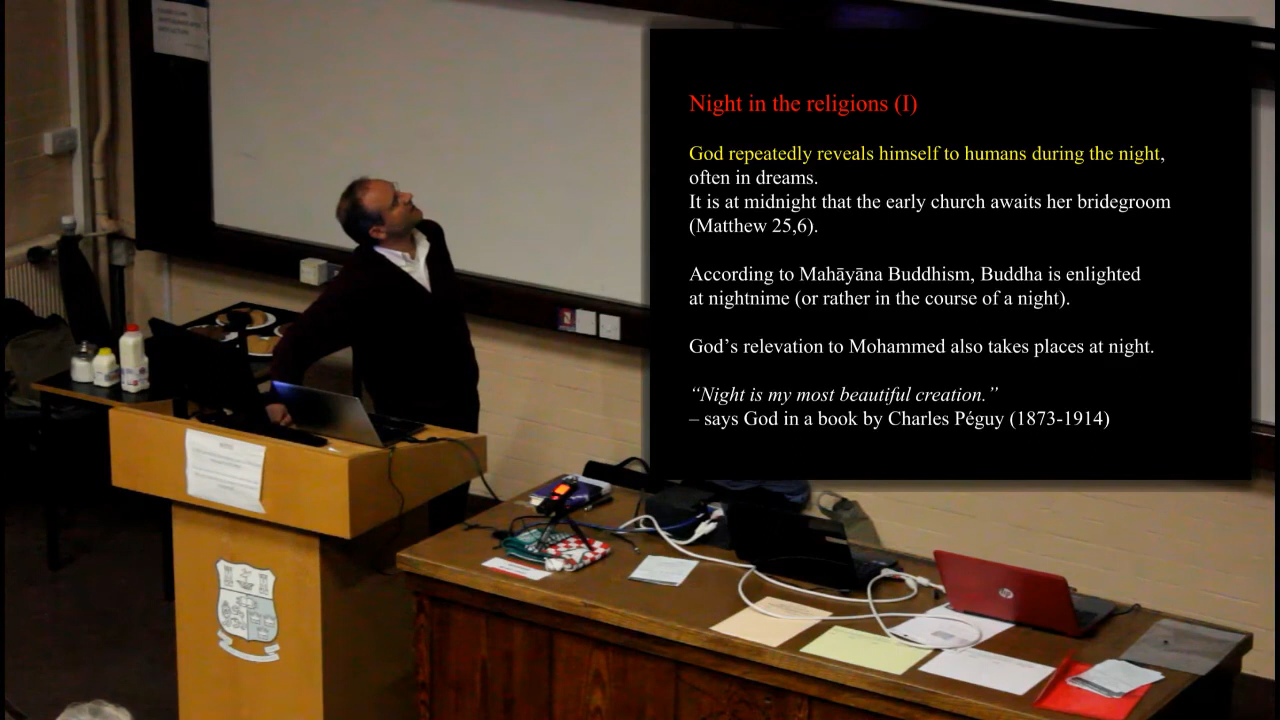 Night in the religions (I)
God repeatedly reveals himself to humans during the night,
often in dreams.
It is at midnight that the early church awaits her bridegroom
(Matthew 25,6).
According to Mahāyāna Buddhism, Buddha is enlighted
at nightnime (or rather in the course of a night).
God’s relevation to Mohammed also takes places at night.
“Night is my most beautiful creation.”
– says God in a book by Charles Péguy (1873-1914)
hp